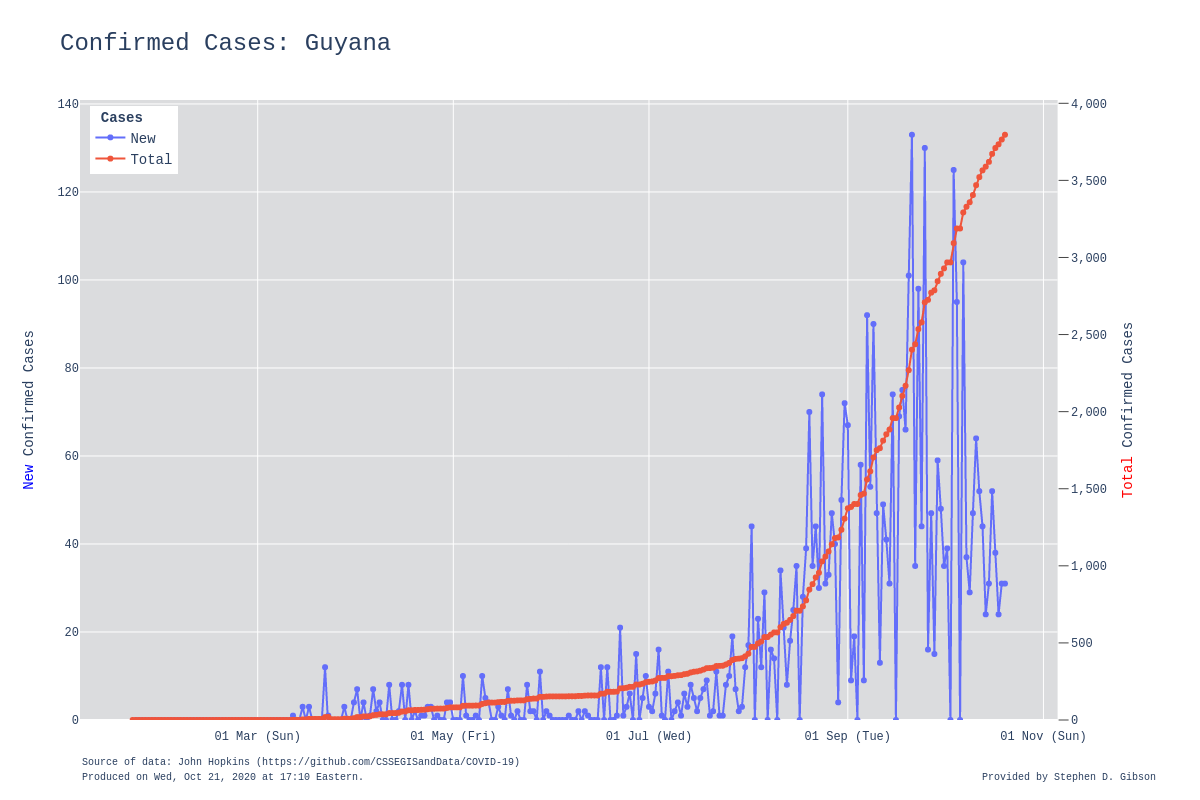 Confirmed Cases: Guyana
Cases
New
Total
140
120
100
80
60
40
20
0
4,000
3,500
3,000
2,500
2,000
1,500
1,000
500
0
New Confirmed Cases
Total Confirmed Cases
01 Mar (Sun)
01 May (Fri)
01 Jul (Wed)
01 Sep (Tue)
01 Nov (Sun)
Source of data: John Hopkins (https://github.com/CSSEGISandData/COVID-19)
Produced on Wed, Oct 21, 2020 at 17:10 Eastern.
Provided by Stephen D. Gibson